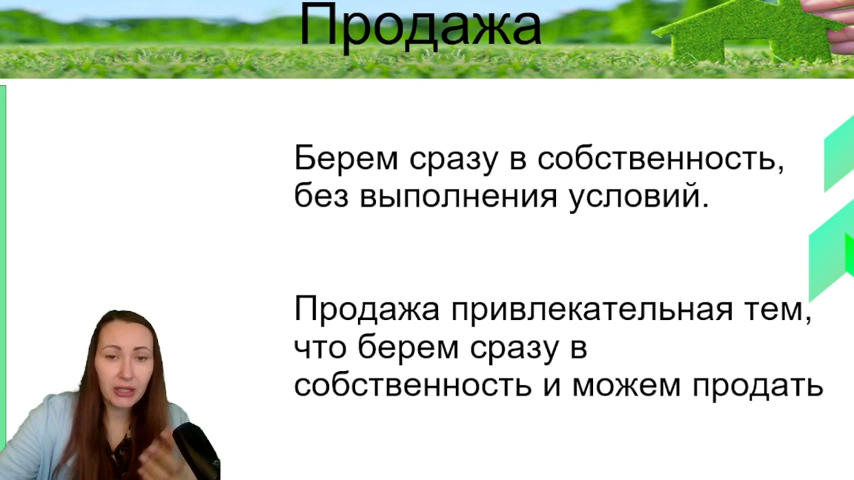 Продажа
Берем сразу в собственность,
без выполнения условий.
Продажа привлекательная тем,
что берем сразу в
собственность и можем продать